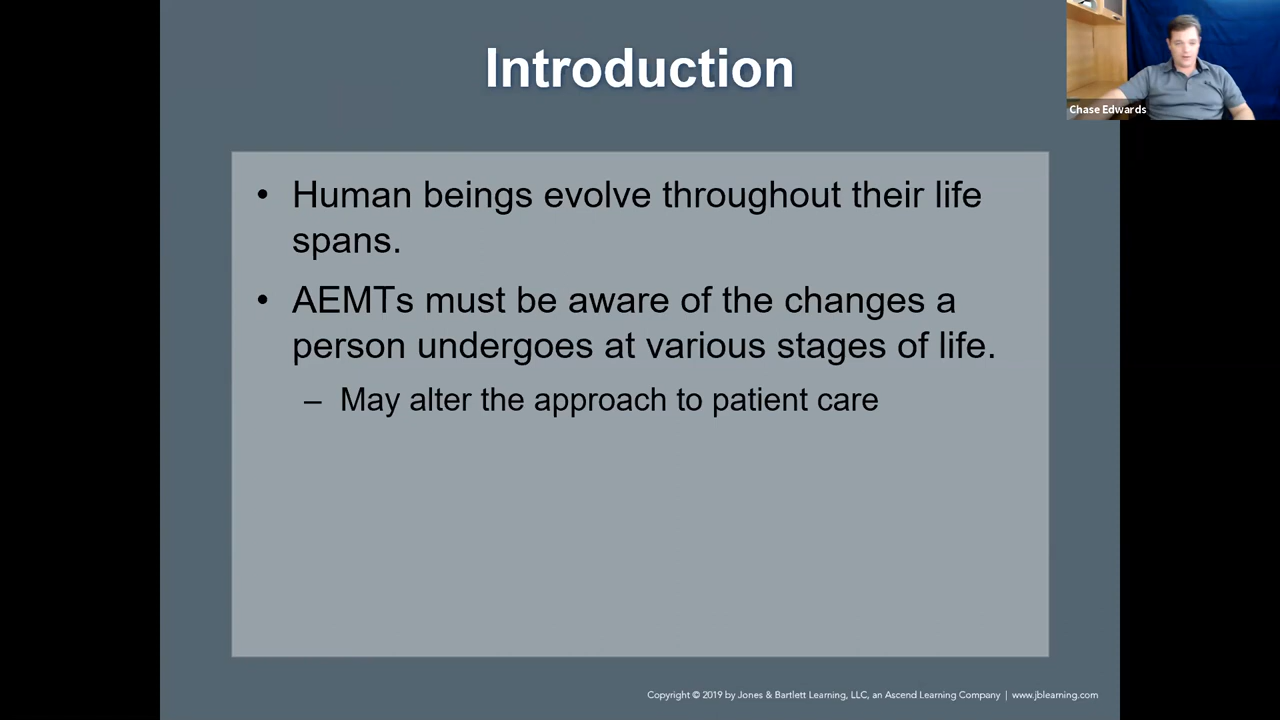 Introduction
Chase Edwards
• Human beings evolve throughout their life
spans.
• AEMTs must be aware of the changes a
person undergoes at various stages of life.
– May alter the approach to patient care
Copyright © 2019 by Jones & Bartlett Learning, LLC, an Ascend Learning Company | www.jblearning.com